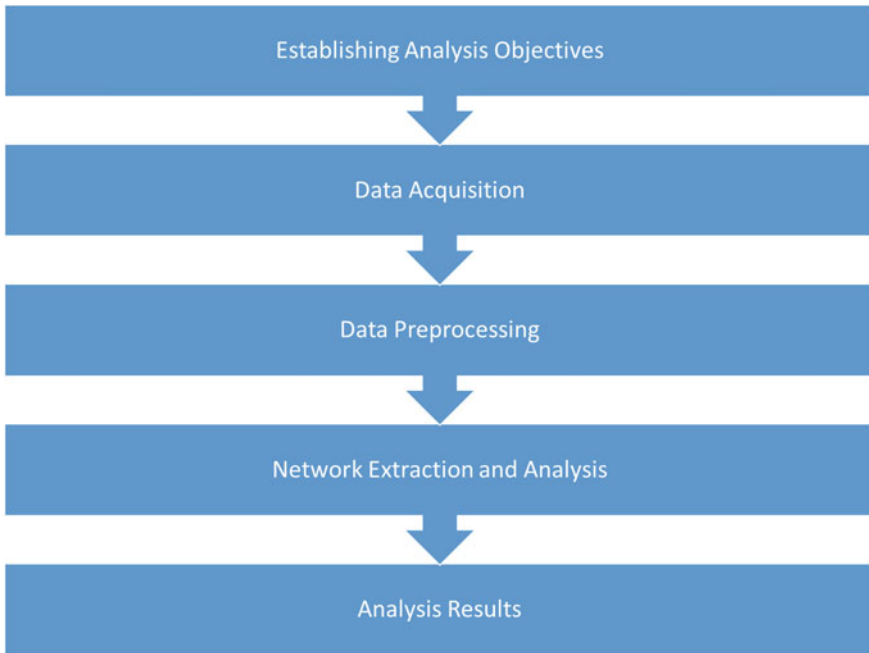 Establishing Analysis Objectives
Data Acquisition
Data Preprocessing
Network Extraction and Analysis
Analysis Results